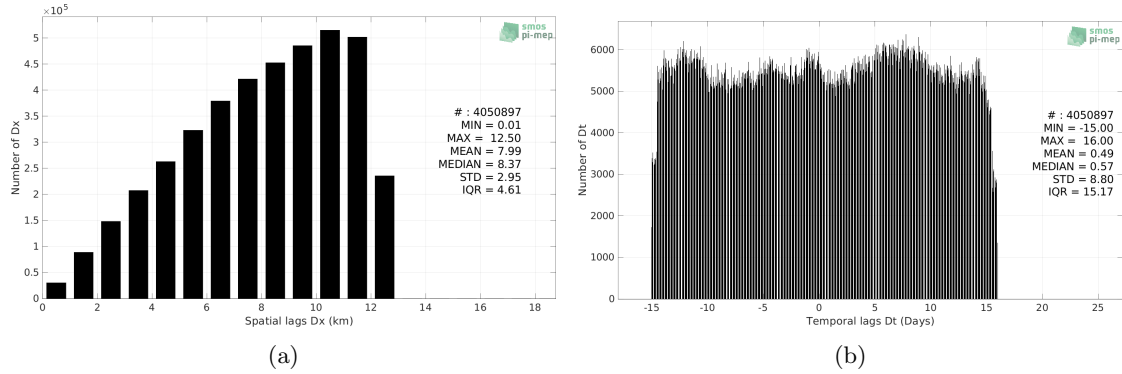 ×10⁵
5
4.5
4
3.5
3
2.5
2
1.5
1
0.5
0
0 2 4 6 8 10 12 14 16 18
Number of Dx
Spatial lags Dx (km)
smos
pi-mep
# : 4050897
MIN = 0.01
MAX = 12.50
MEAN = 7.99
MEDIAN = 8.37
STD = 2.95
IQR = 4.61
(a)
6000
5000
4000
3000
2000
1000
0
-15 -10 -5 0 5 10 15 20 25
Number of Dt
Temporal lags Dt (Days)
smos
pi-mep
# : 4050897
MIN = -15.00
MAX = 16.00
MEAN = 0.49
MEDIAN = 0.57
STD = 8.80
IQR = 15.17
(b)